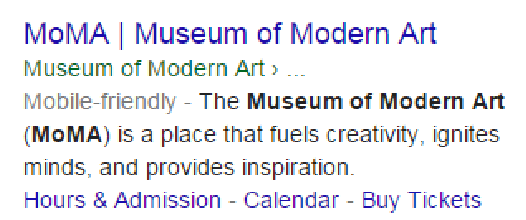 MoMA | Museum of Modern Art
Museum of Modern Art › ...
Mobile-friendly - The Museum of Modern Art
(MoMA) is a place that fuels creativity, ignites
minds, and provides inspiration.
Hours & Admission - Calendar - Buy Tickets